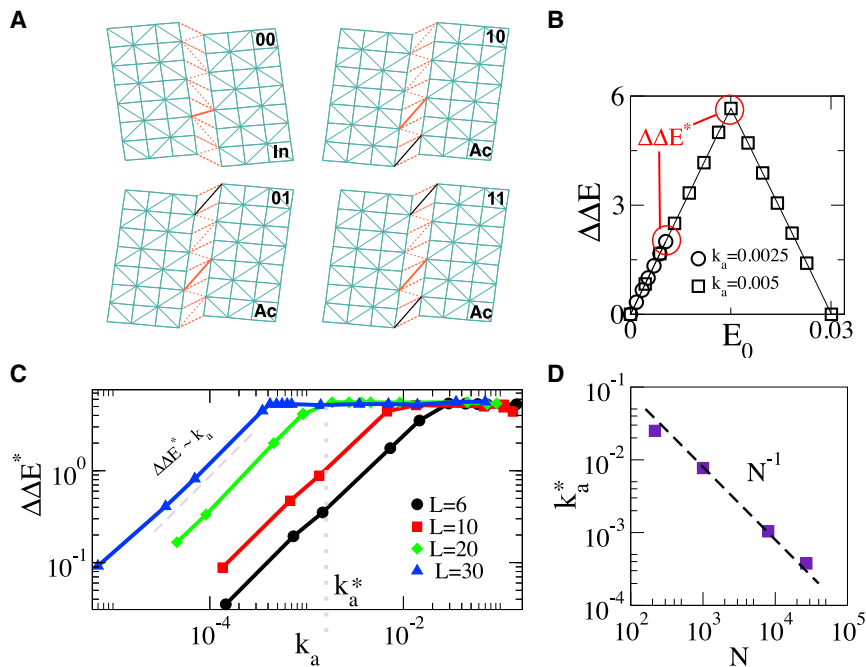 A
00
In
10
Ac
01
Ac
11
Ac
B
6
3
0
ΔΔE
ΔΔE*
k_a=0.0025
k_a=0.005
0
0.03
E_0
C
ΔΔE* ~ k_a
10^0
10^-1
ΔΔE*
L=6
L=10
L=20
L=30
k_a*
10^-4
10^-2
k_a
D
10^-1
10^-2
10^-3
10^-4
k_a*
N^-1
10^2
10^3
10^4
10^5
N